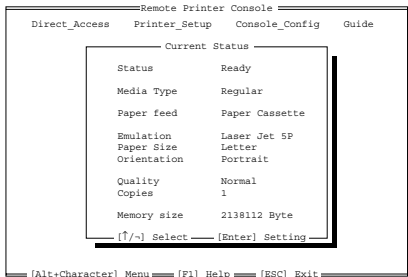 Remote Printer Console
Direct_Access Printer_Setup Console_Config Guide
Current Status
Status Ready
Media Type Regular
Paper feed Paper Cassette
Emulation Laser Jet 5P
Paper Size Letter
Orientation Portrait
Quality Normal
Copies 1
Memory size 2138112 Byte
[↑/¬] Select [Enter] Setting
[Alt+Character] Menu [F1] Help [ESC] Exit